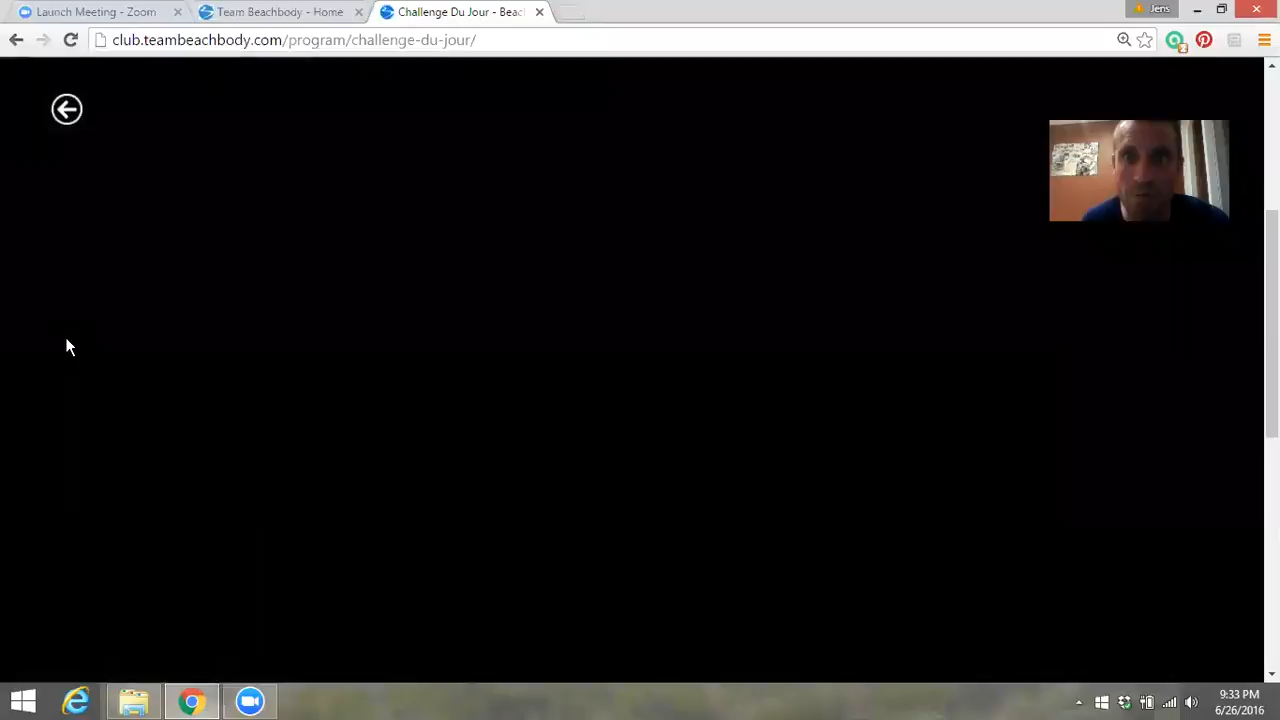 Launch Meeting - Zoom
Team Beachbody - Home
Challenge Du Jour - Beac
Jens
club.teambeachbody.com/program/challenge-du-jour/
9:33 PM
6/26/2016